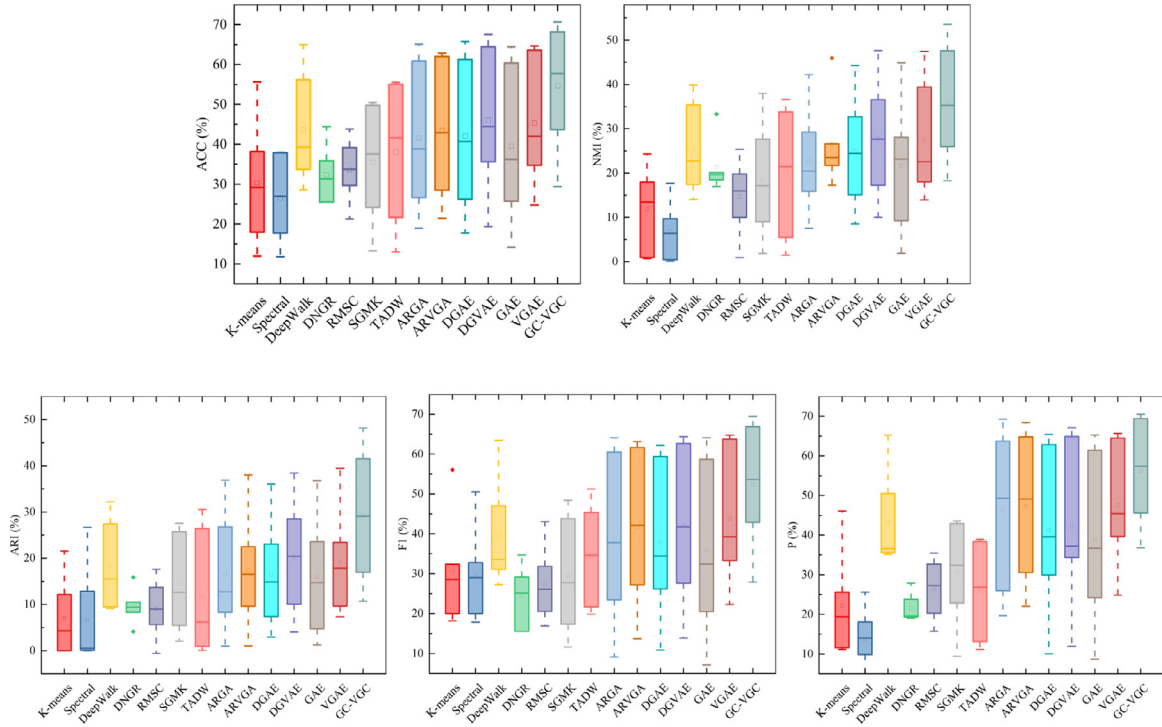 ACC (%)
70
60
50
40
30
20
10
K-means
Spectral
DeepWalk
DNGR
RMSC
SGMK
TADW
ARGA
ARVGA
DGAE
DGVAE
GAE
VGAE
GC-VGC
NMI (%)
50
40
30
20
10
0
K-means
Spectral
DeepWalk
DNGR
RMSC
SGMK
TADW
ARGA
ARVGA
DGAE
DGVAE
GAE
VGAE
GC-VGC
ARI (%)
50
40
30
20
10
0
K-means
Spectral
DeepWalk
DNGR
RMSC
SGMK
TADW
ARGA
ARVGA
DGAE
DGVAE
GAE
VGAE
GC-VGC
F1 (%)
70
60
50
40
30
20
10
K-means
Spectral
DeepWalk
DNGR
RMSC
SGMK
TADW
ARGA
ARVGA
DGAE
DGVAE
GAE
VGAE
GC-VGC
P (%)
70
60
50
40
30
20
10
K-means
Spectral
DeepWalk
DNGR
RMSC
SGMK
TADW
ARGA
ARVGA
DGAE
DGVAE
GAE
VGAE
GC-VGC